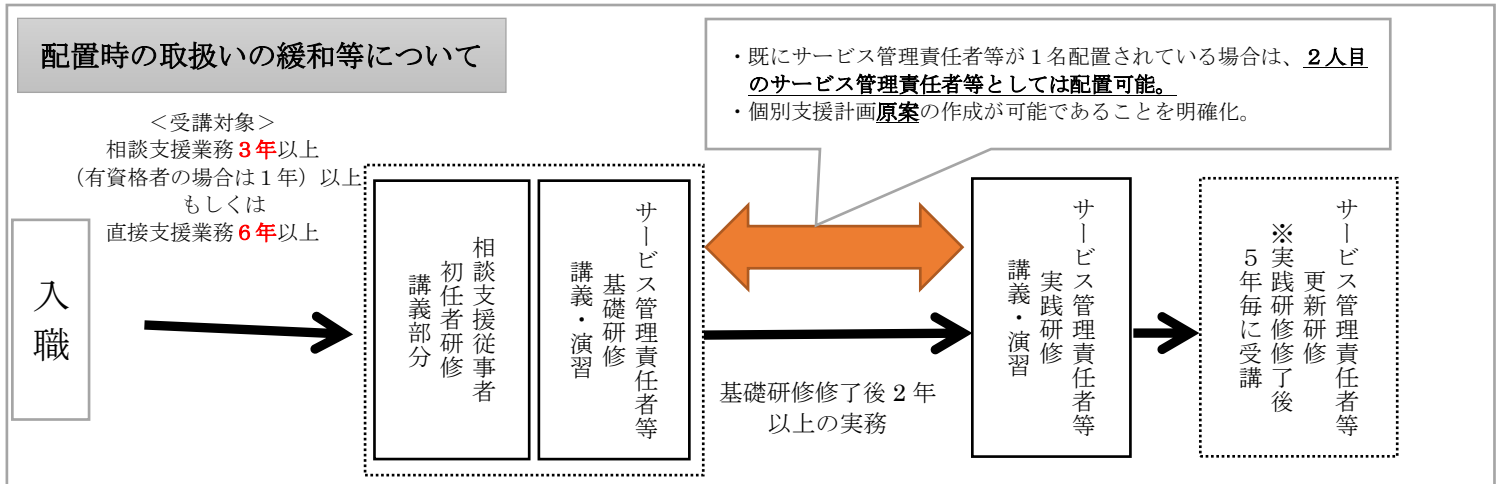 配置時の取扱いの緩和等について
・既にサービス管理責任者等が１名配置されている場合は、２人目
のサービス管理責任者等としては配置可能。
・個別支援計画原案の作成が可能であることを明確化。
＜受講対象＞
相談支援業務３年以上
（有資格者の場合は１年）以上
もしくは
直接支援業務６年以上
入職
相談支援従事者
初任者研修
講義部分
サービス管理責任者等
基礎研修
講義・演習
基礎研修修了後 2 年
以上の実務
サービス管理責任者等
実践研修
講義・演習
サービス管理責任者等
更新研修
※実践研修修了後
５年毎に受講